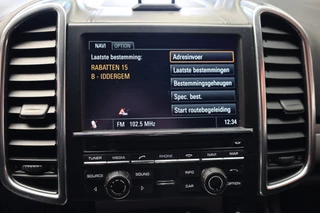 NAVI OPTION
Laatste bestemming:
RABATTEN 15
B - IDDERGEM
Adresinvoer
Laatste bestemmingen
Bestemmingsgeheugen
Spec. best.
Start routebegeleiding
FM 102.5 MHz 12:34
TUNER MEDIA PHONE NAVI MAP
SOURCE SOUND INFO CAR OPTION